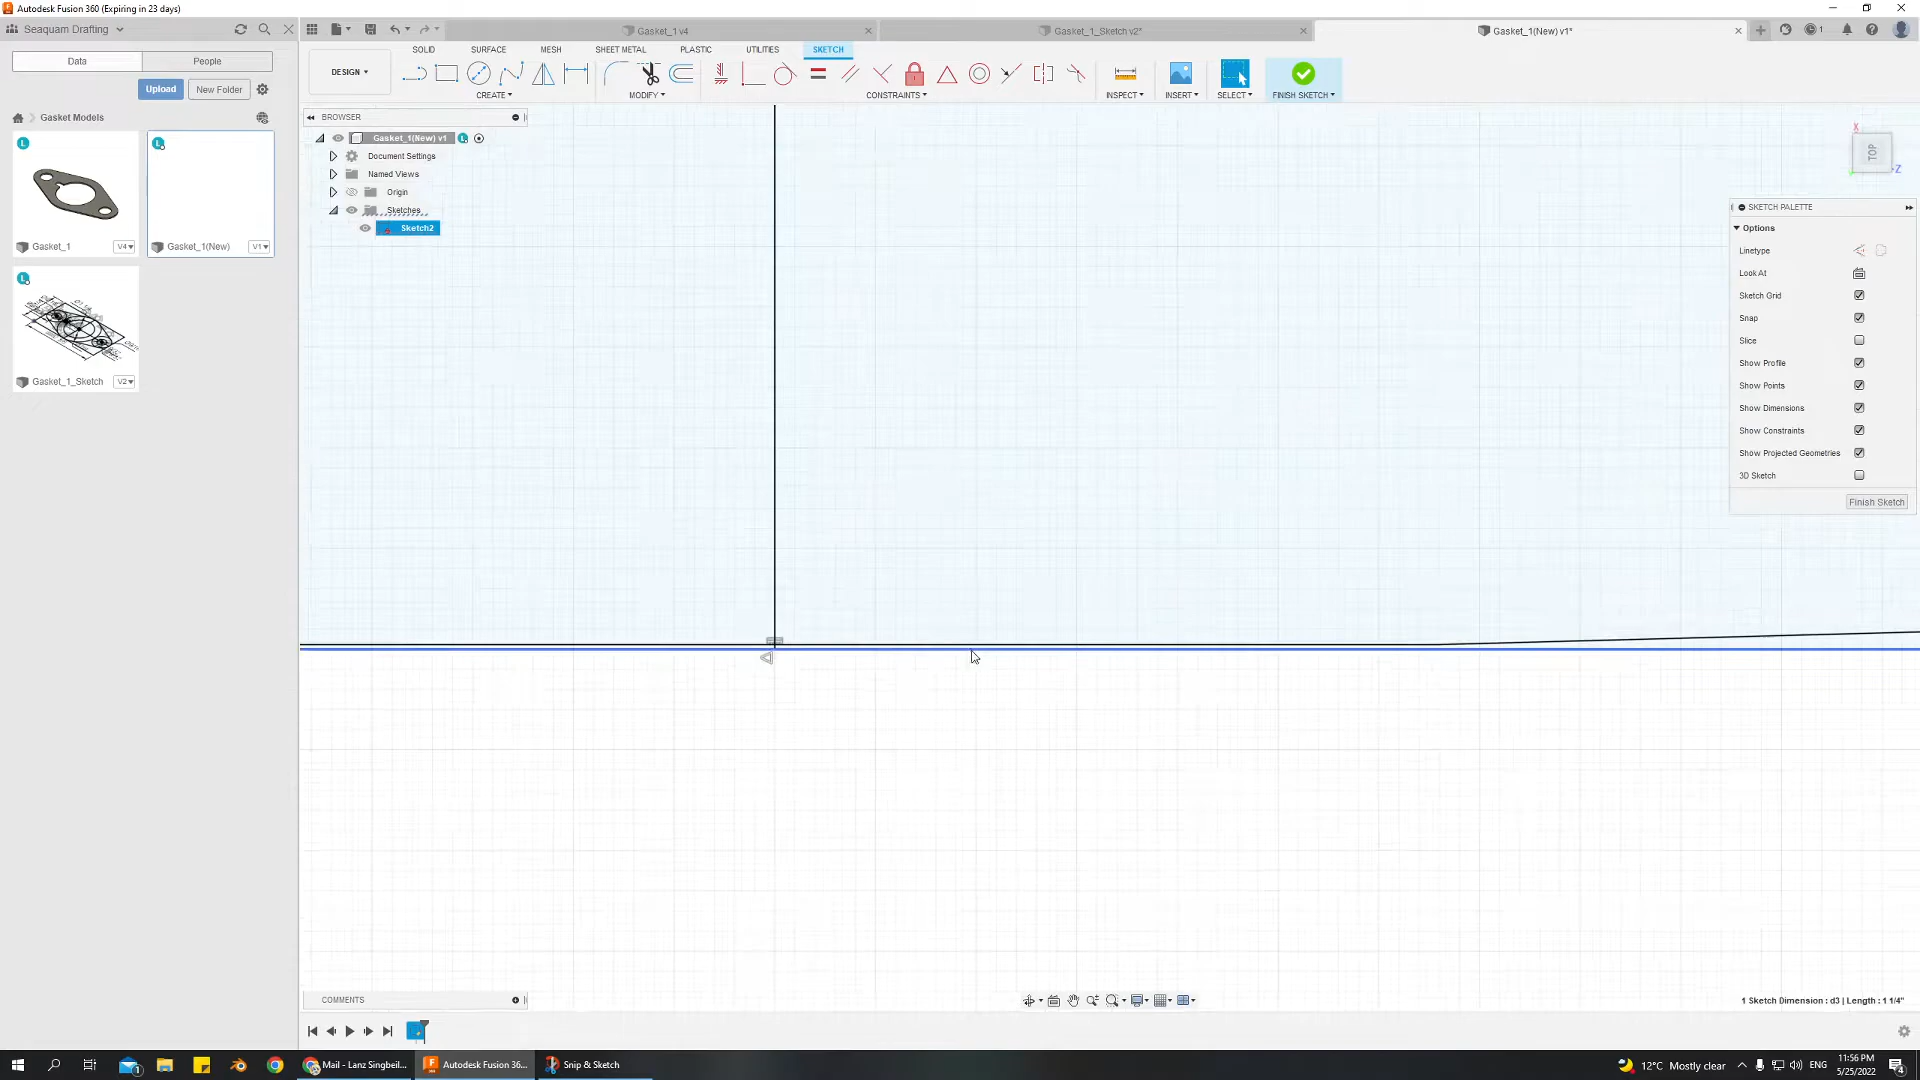 Autodesk Fusion 360 (Expiring in 23 days)
Seaquam Drafting
Gasket_1 v4
Gasket_1_Sketch v2*
Gasket_1(New) v1*
1
Data
People
Upload
New Folder
Gasket Models
Gasket_1
V4
Gasket_1(New)
V1
Gasket_1_Sketch
V2
DESIGN
SOLID
SURFACE
MESH
SHEET METAL
PLASTIC
UTILITIES
SKETCH
CREATE
MODIFY
CONSTRAINTS
INSPECT
INSERT
SELECT
FINISH SKETCH
BROWSER
Gasket_1(New) v1
Document Settings
Named Views
Origin
Sketches
Sketch2
X
TOP
Z
SKETCH PALETTE
Options
Linetype
Look At
Sketch Grid
Snap
Slice
Show Profile
Show Points
Show Dimensions
Show Constraints
Show Projected Geometries
3D Sketch
Finish Sketch
COMMENTS
1 Sketch Dimension : d3 | Length : 1 1/4"
1
Mail - Lanz Singbeil...
Autodesk Fusion 36...
Snip & Sketch
12°C Mostly clear
ENG
11:56 PM
5/25/2022
4